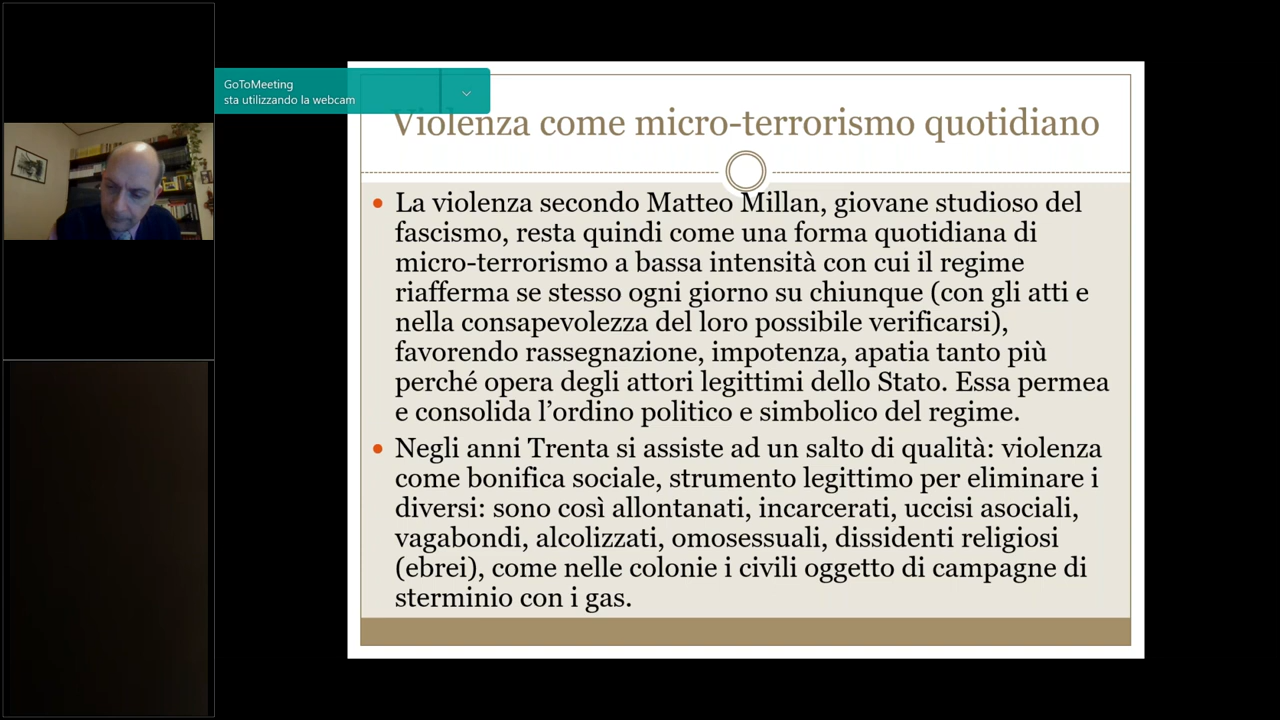 GoToMeeting
sta utilizzando la webcam
Violenza come micro-terrorismo quotidiano
La violenza secondo Matteo Millan, giovane studioso del
fascismo, resta quindi come una forma quotidiana di
micro-terrorismo a bassa intensità con cui il regime
riafferma se stesso ogni giorno su chiunque (con gli atti e
nella consapevolezza del loro possibile verificarsi),
favorendo rassegnazione, impotenza, apatia tanto più
perché opera degli attori legittimi dello Stato. Essa permea
e consolida l’ordino politico e simbolico del regime.
Negli anni Trenta si assiste ad un salto di qualità: violenza
come bonifica sociale, strumento legittimo per eliminare i
diversi: sono così allontanati, incarcerati, uccisi asociali,
vagabondi, alcolizzati, omosessuali, dissidenti religiosi
(ebrei), come nelle colonie i civili oggetto di campagne di
sterminio con i gas.